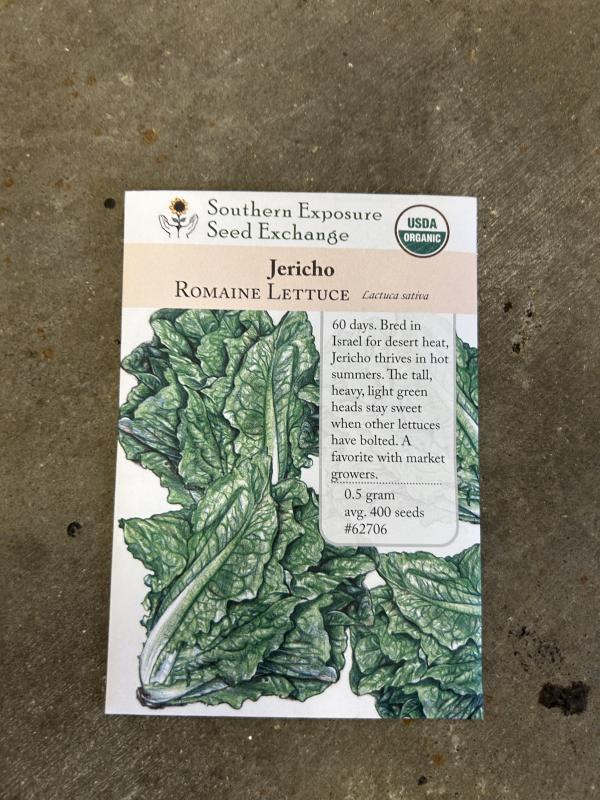 Southern Exposure
Seed Exchange
USDA
ORGANIC
Jericho
ROMAINE LETTUCE Lactuca sativa
60 days. Bred in
Israel for desert heat,
Jericho thrives in hot
summers. The tall,
heavy, light green
heads stay sweet
when other lettuces
have bolted. A
favorite with market
growers.
0.5 gram
avg. 400 seeds
#62706